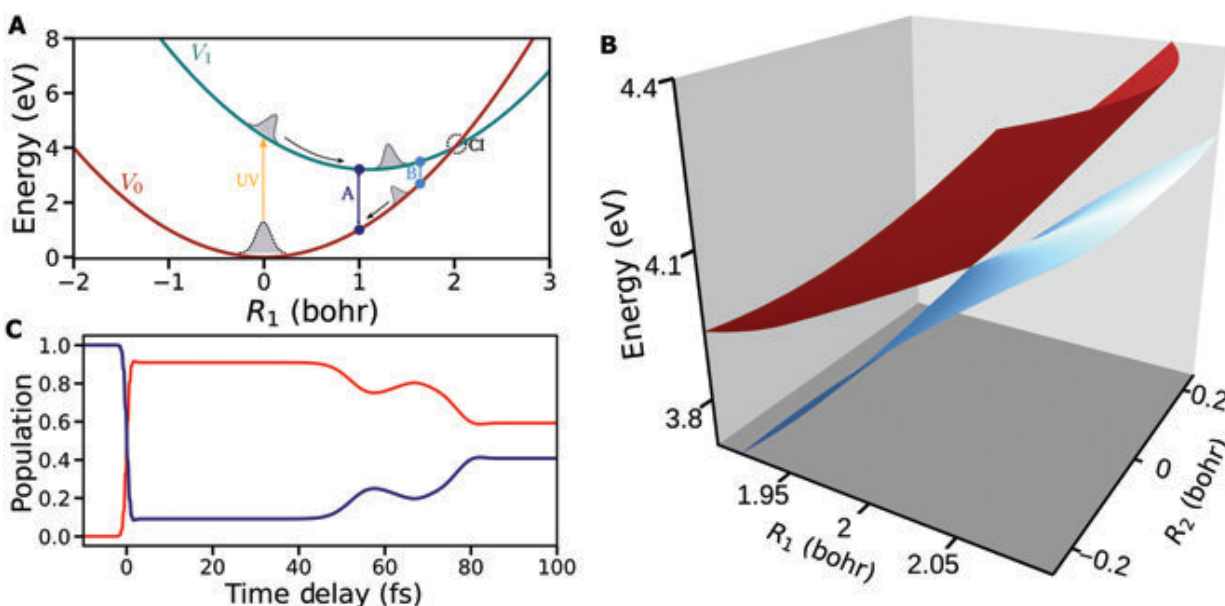 A
8
6
4
2
0
Energy (eV)
V₁
V₀
UV
A
B
CI
−2
−1
0
1
2
3
R₁ (bohr)
B
4.4
4.1
3.8
Energy (eV)
1.95
2
2.05
R₁ (bohr)
0.2
0
−0.2
R₂ (bohr)
C
1.0
0.8
0.6
0.4
0.2
0.0
Population
0
20
40
60
80
100
Time delay (fs)